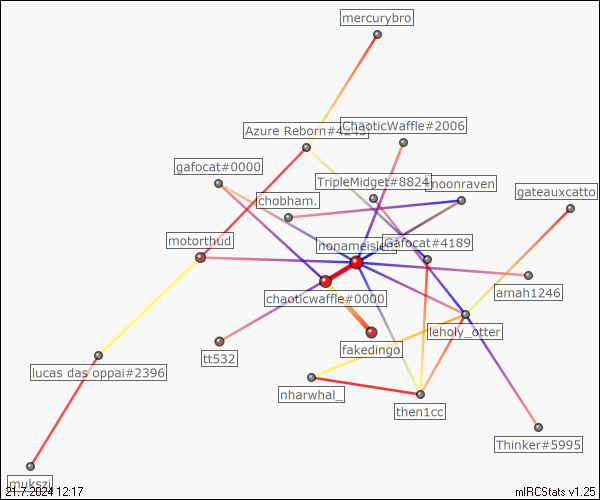 mercurybro
ChaoticWaffle#2006
Azure Reborn#4243
gafocat#0000
TripleMidget#8824
moonraven
gateauxcatto
chobham.
motorthud
Gafocat#4189
amah1246
chaoticwaffle#0000
leholy_otter
fakedingo
tt532
lucas das oppai#2396
nharwhal_
then1cc
Thinker#5995
mukszi
21.7.2024 12:17
mIRCStats v1.25